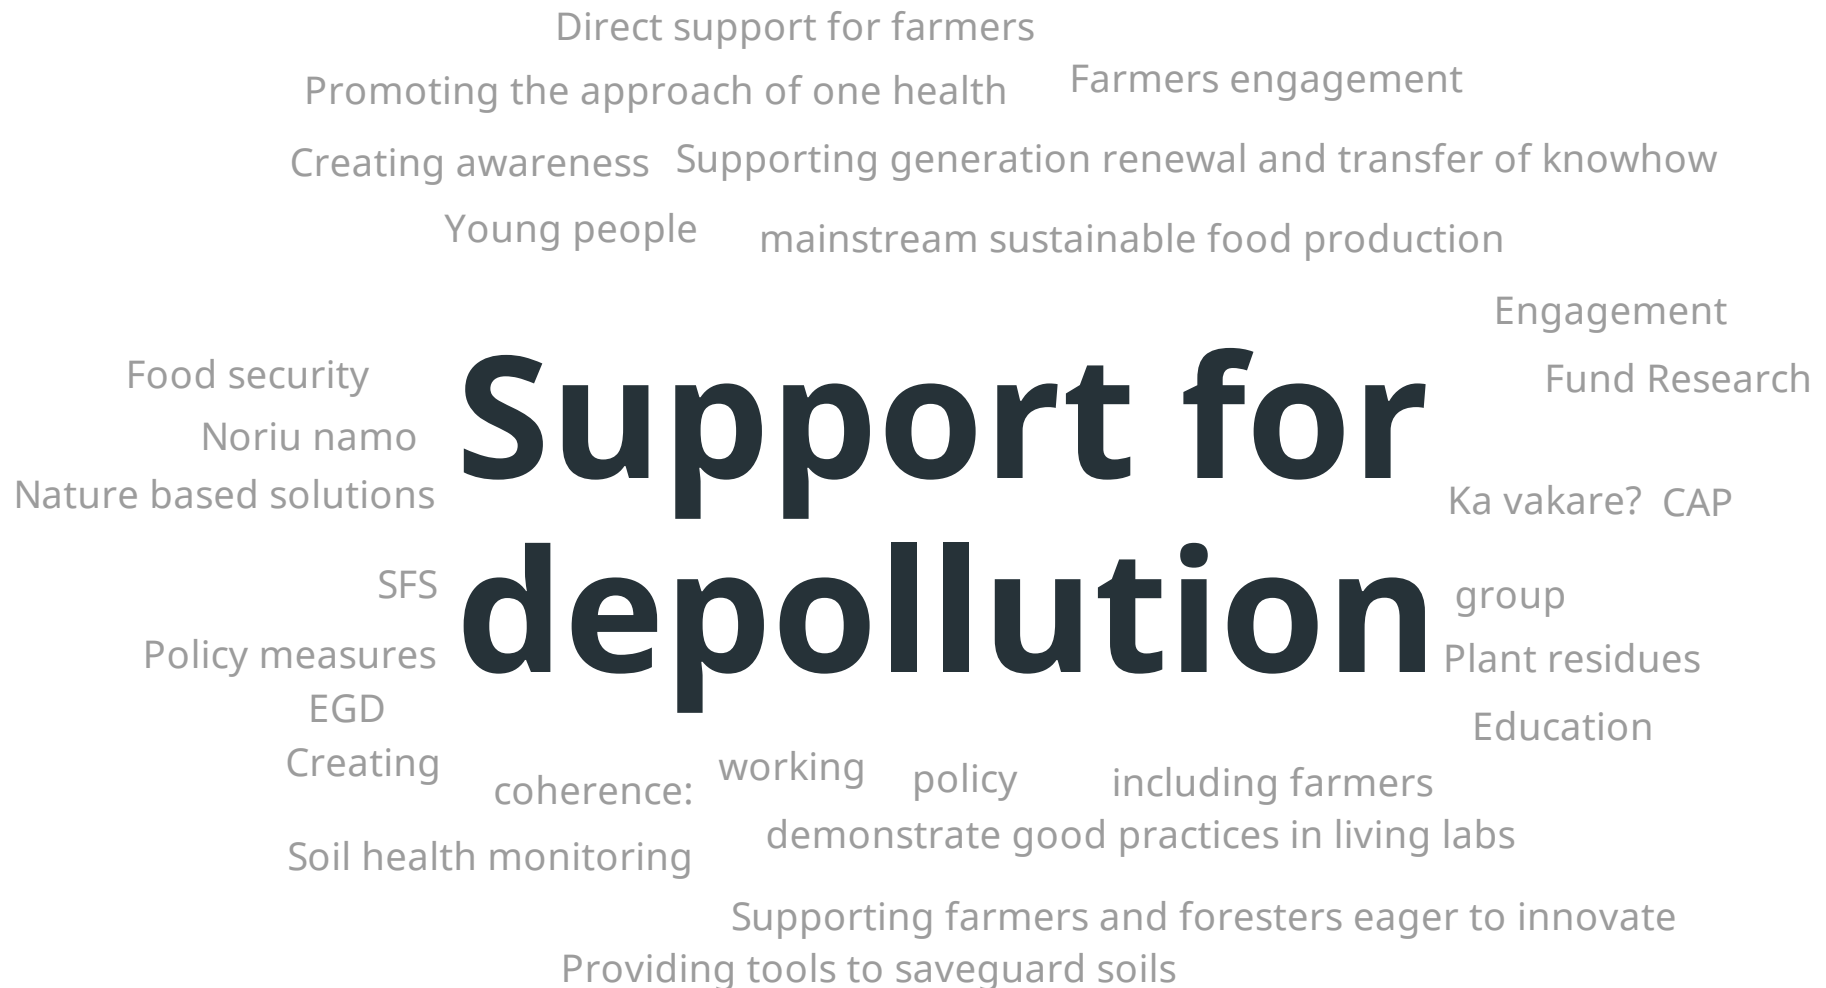 Direct support for farmers
Promoting the approach of one health
Farmers engagement
Creating awareness
Supporting generation renewal and transfer of knowhow
Young people
mainstream sustainable food production
Engagement
Food security
Fund Research
Noriu namo
Nature based solutions
Support for
depollution
Ka vakare?
CAP
SFS
group
Policy measures
Plant residues
EGD
Education
Creating
coherence:
working
policy
including farmers
demonstrate good practices in living labs
Soil health monitoring
Supporting farmers and foresters eager to innovate
Providing tools to saveguard soils